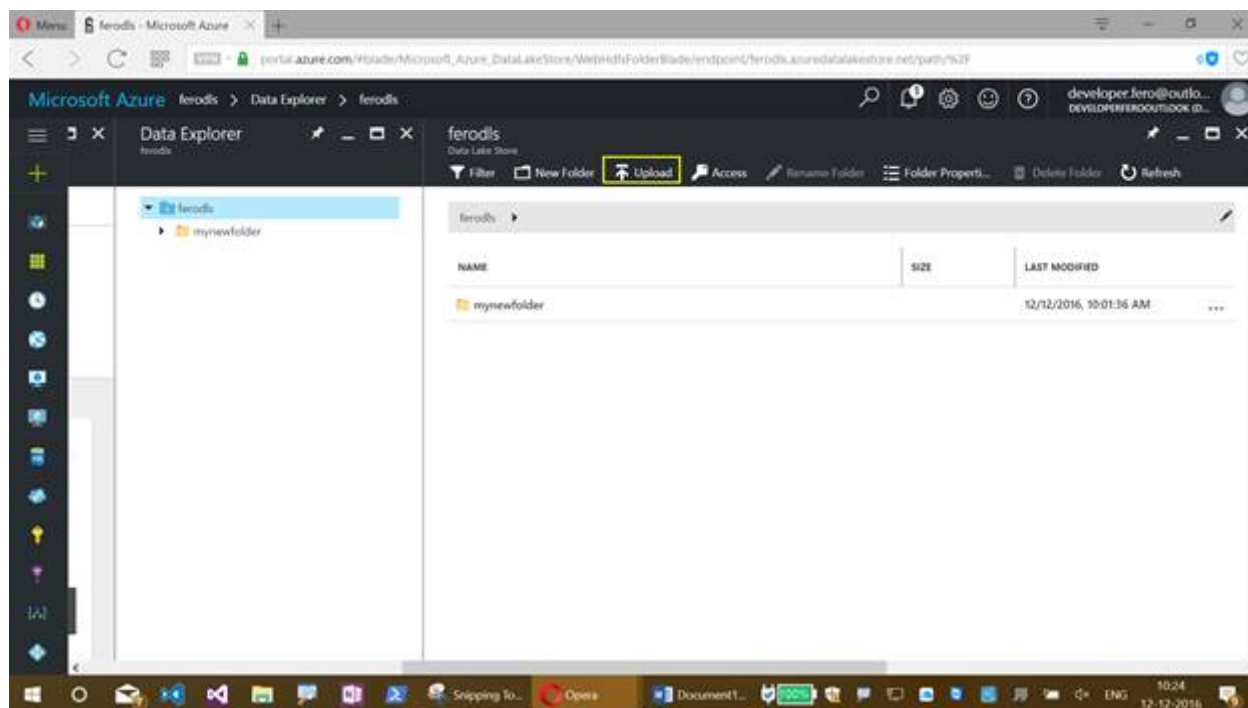 Menu
ferodls - Microsoft Azure
portal.azure.com/#blade/Microsoft_Azure_DataLakeStore/WebHdfsFolderBlade/endpoint/ferodls.azuredatalakestore.net/path/%2F
0
Microsoft Azure ferodls > Data Explorer > ferodls
1
developer.fero@outlo...
DEVELOPERFEROOUTLOOK (D...
Data Explorer
ferodls
ferodls
Data Lake Store
Filter New Folder Upload Access Rename Folder Folder Properti... Delete Folder Refresh
ferodls
mynewfolder
ferodls
NAME SIZE LAST MODIFIED
mynewfolder 12/12/2016, 10:01:36 AM ...
Snipping To... Opera Document1... 100% ENG 10:24
12-12-2016